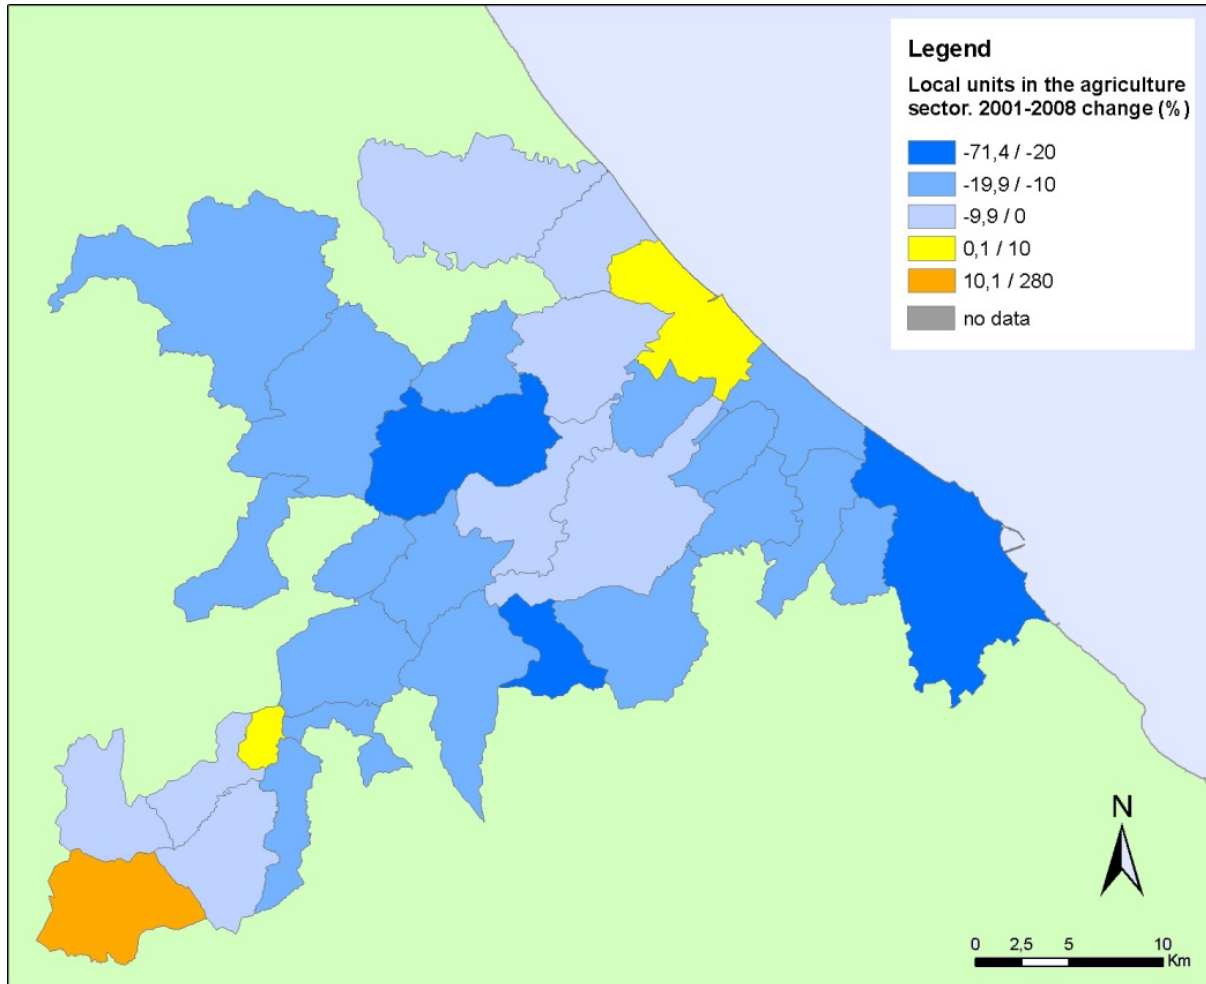 Legend
Local units in the agriculture
sector. 2001-2008 change (%)
-71,4 / -20
-19,9 / -10
-9,9 / 0
0,1 / 10
10,1 / 280
no data
N
0 2,5 5 10
Km